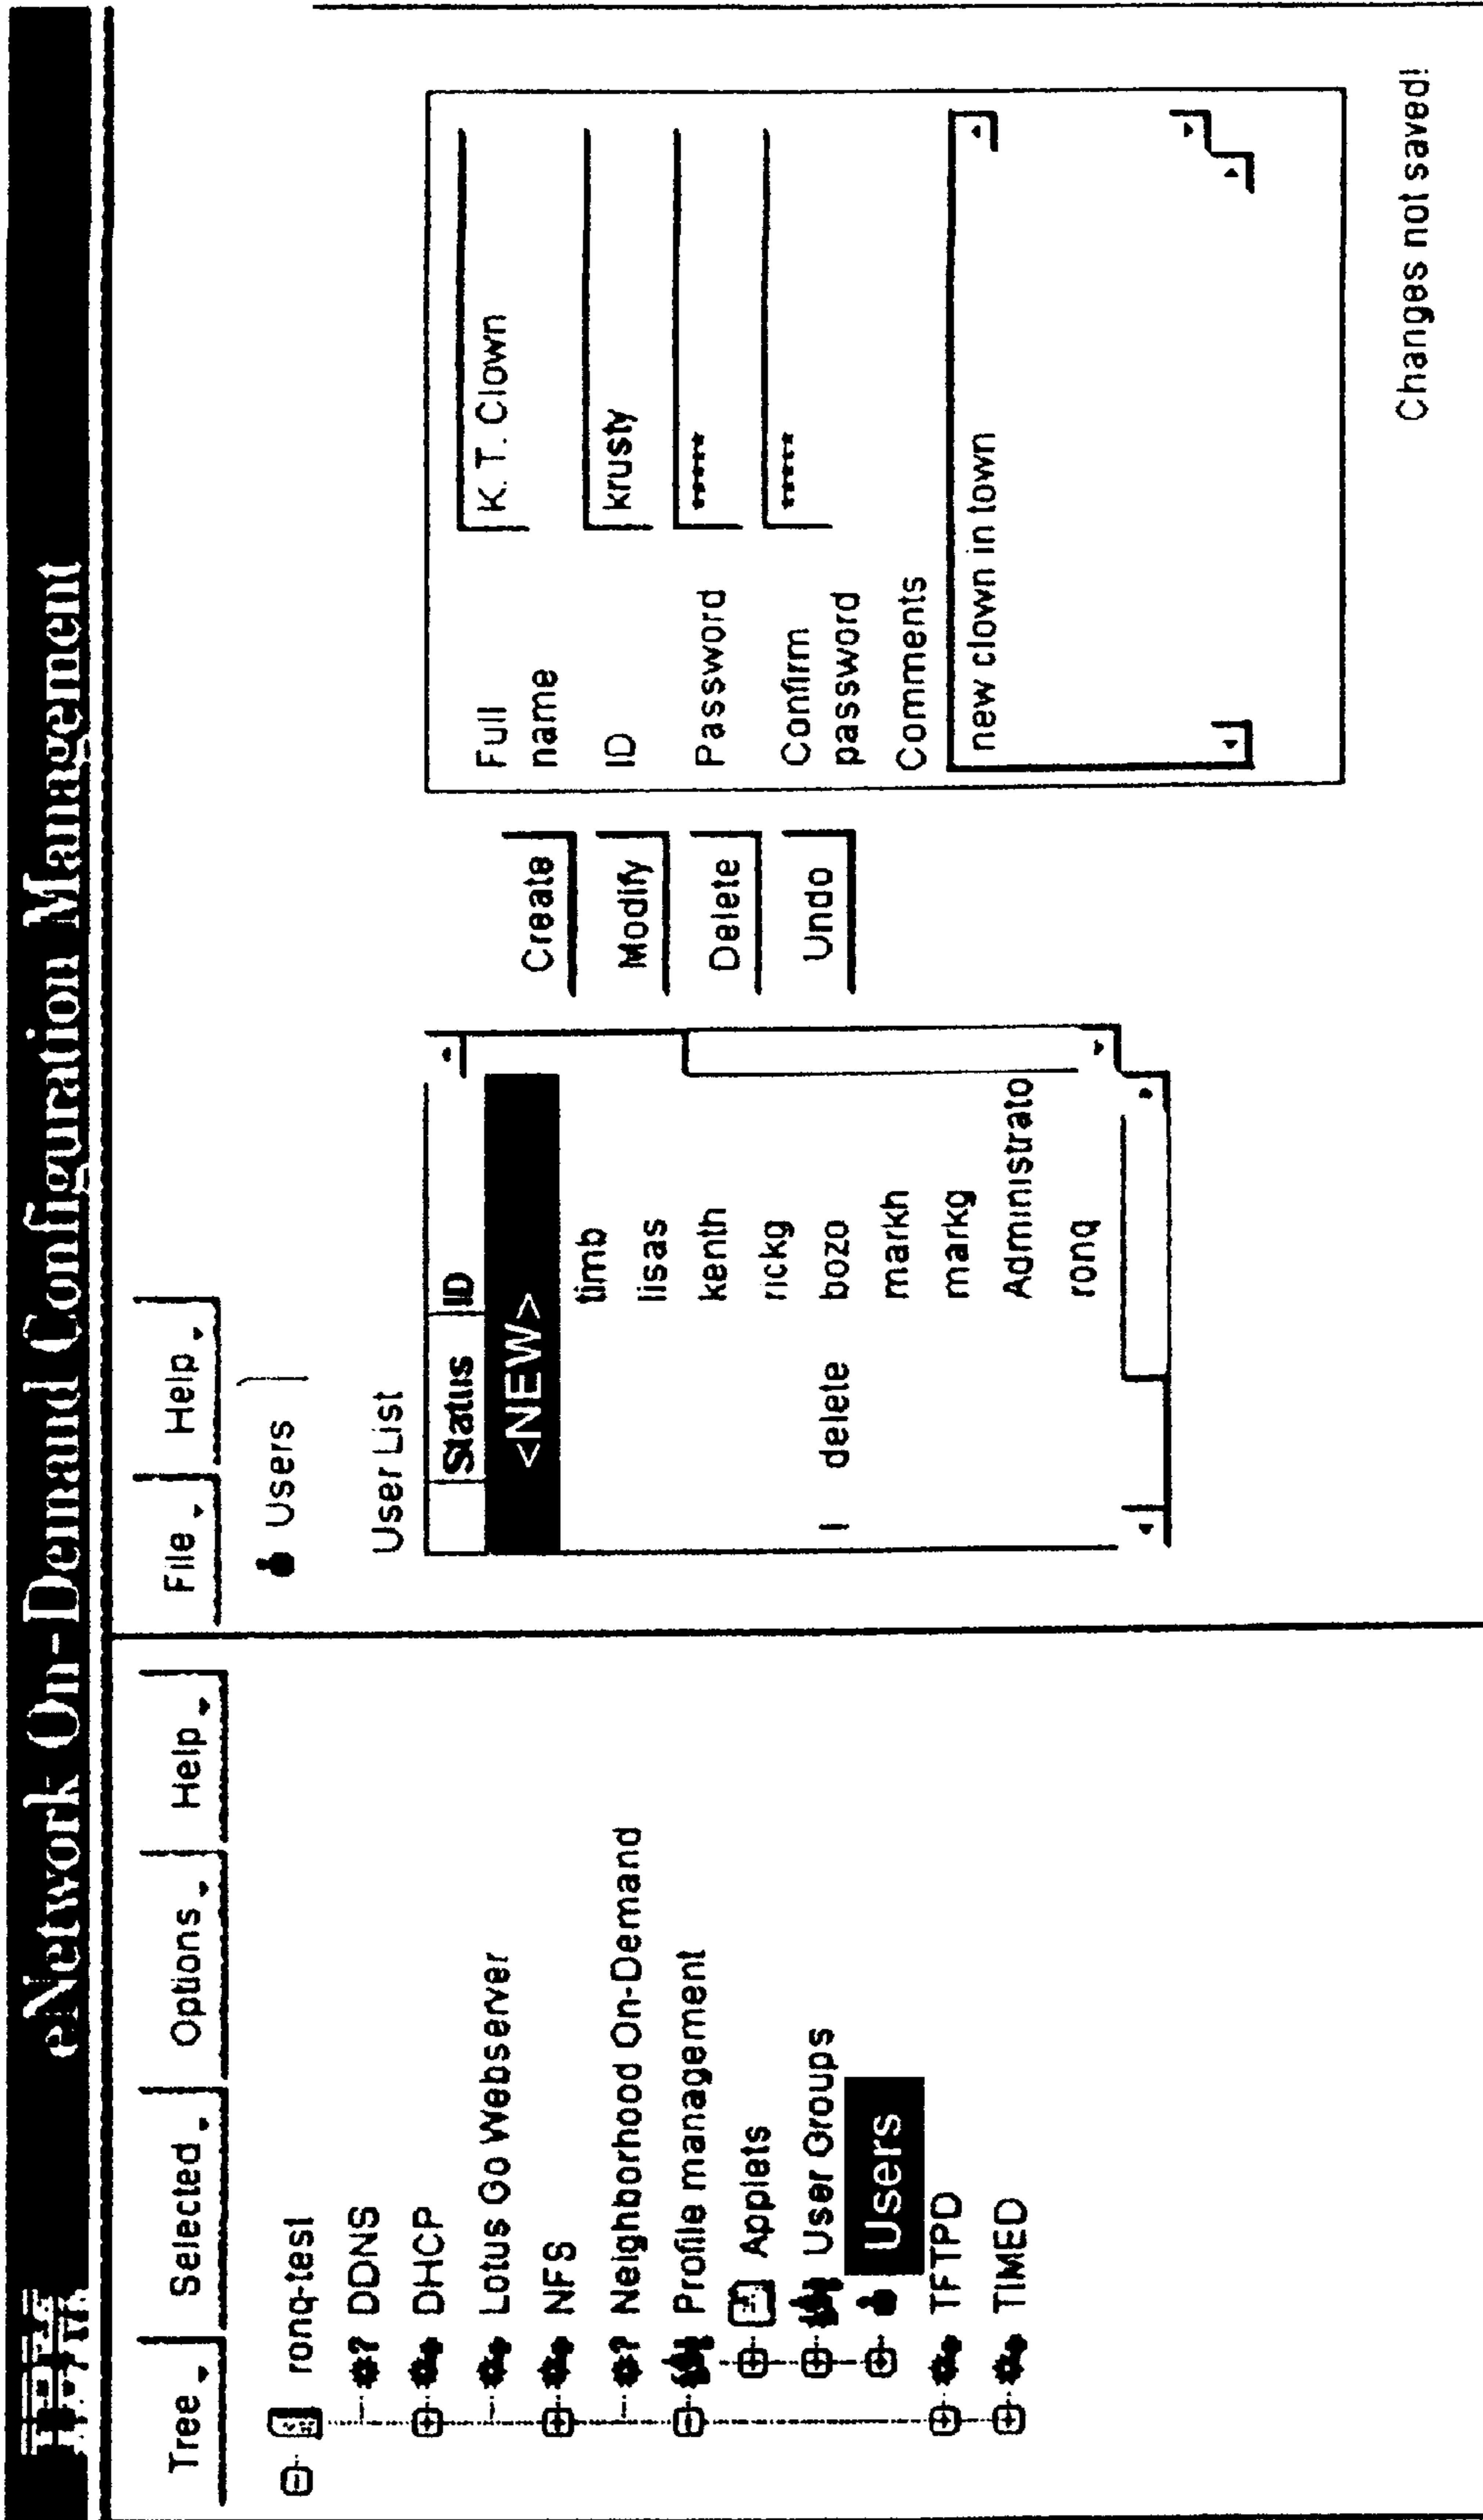 IBM eNetwork On-Demand Configuration Management
Tree Selected Options Help
ronq-test
? DDNS
DHCP
Lotus Go Webserver
NFS
? Neighborhood On-Demand
Profile management
Applets
User Groups
Users
TFTPD
TIMED
File Help
Users
User List
Status ID
<NEW>
timb
lisas
kenth
rickg
delete bozo
markh
markg
Administrato
ronq
Create
Modify
Delete
Undo
Full name K. T. Clown
ID krusty
Password *****
Confirm password *****
Comments
new clown in town
Changes not saved!